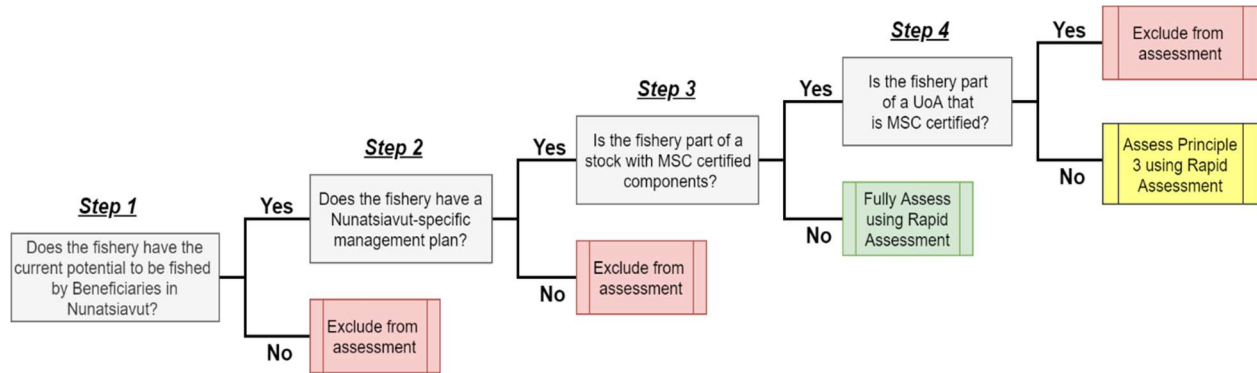 Step 1
Does the fishery have the
current potential to be fished
by Beneficiaries in
Nunatsiavut?
Yes
No
Exclude from
assessment
Step 2
Does the fishery have a
Nunatsiavut-specific
management plan?
Yes
No
Exclude from
assessment
Step 3
Is the fishery part of a
stock with MSC certified
components?
Yes
No
Fully Assess
using Rapid
Assessment
Step 4
Is the fishery part
of a UoA that
is MSC certified?
Yes
Exclude from
assessment
No
Assess Principle
3 using Rapid
Assessment